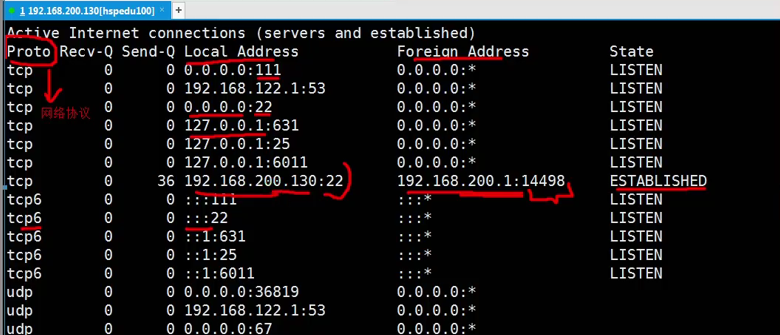 1 192.168.200.130[hspedu100] × +
Active Internet connections (servers and established)
Proto Recv-Q Send-Q Local Address Foreign Address State
tcp 0 0 0.0.0.0:111 0.0.0.0:* LISTEN
tcp 0 0 192.168.122.1:53 0.0.0.0:* LISTEN
tcp 0 0 0.0.0.0:22 0.0.0.0:* LISTEN
网络协议
tcp 0 0 127.0.0.1:631 0.0.0.0:* LISTEN
tcp 0 0 127.0.0.1:25 0.0.0.0:* LISTEN
tcp 0 0 127.0.0.1:6011 0.0.0.0:* LISTEN
tcp 0 36 192.168.200.130:22 192.168.200.1:14498 ESTABLISHED
tcp6 0 0 :::111 :::* LISTEN
tcp6 0 0 :::22 :::* LISTEN
tcp6 0 0 ::1:631 :::* LISTEN
tcp6 0 0 ::1:25 :::* LISTEN
tcp6 0 0 ::1:6011 :::* LISTEN
udp 0 0 0.0.0.0:36819 0.0.0.0:*
udp 0 0 192.168.122.1:53 0.0.0.0:*
udp 0 0 0.0.0.0:67 0.0.0.0:*